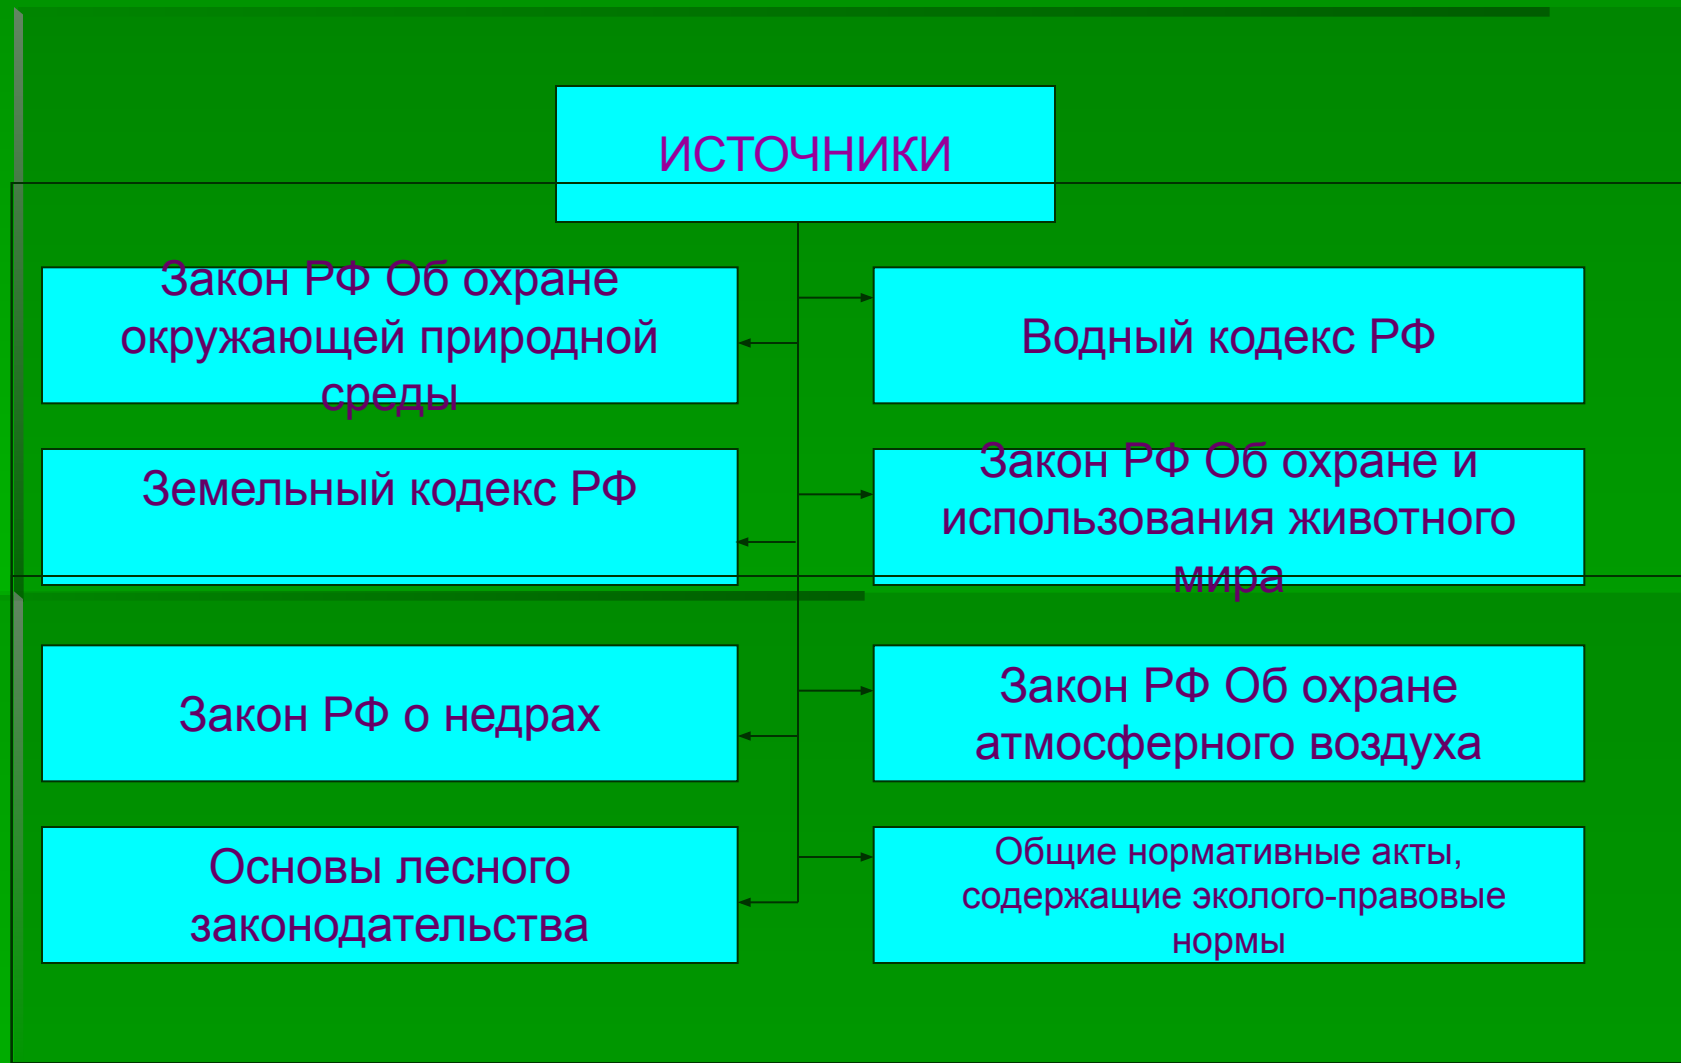 ИСТОЧНИКИ
Закон РФ Об охране
окружающей природной
среды
Водный кодекс РФ
Земельный кодекс РФ
Закон РФ Об охране и
использования животного
мира
Закон РФ о недрах
Закон РФ Об охране
атмосферного воздуха
Основы лесного
законодательства
Общие нормативные акты,
содержащие эколого-правовые
нормы